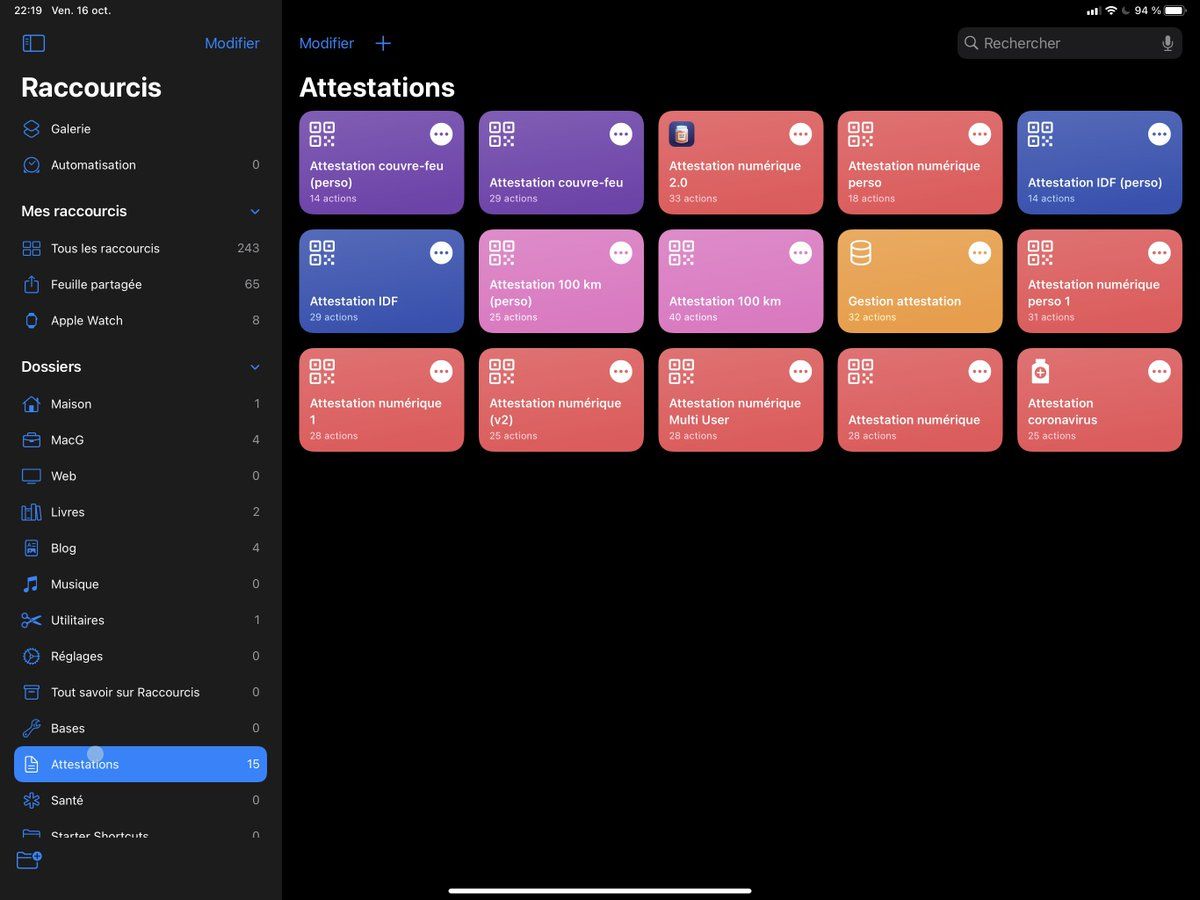 22:19 Ven. 16 oct.
94 %
Modifier
Raccourcis
Galerie
Automatisation 0
Mes raccourcis
Tous les raccourcis 243
Feuille partagée 65
Apple Watch 8
Dossiers
Maison 1
MacG 4
Web 0
Livres 2
Blog 4
Musique 0
Utilitaires 1
Réglages 0
Tout savoir sur Raccourcis 0
Bases 0
Attestations 15
Santé 0
Starter Shortcuts 0
Modifier
Rechercher
Attestations
Attestation couvre-feu
(perso)
14 actions
Attestation couvre-feu
29 actions
Attestation numérique
2.0
33 actions
Attestation numérique
perso
18 actions
Attestation IDF (perso)
14 actions
Attestation IDF
29 actions
Attestation 100 km
(perso)
25 actions
Attestation 100 km
40 actions
Gestion attestation
32 actions
Attestation numérique
perso 1
31 actions
Attestation numérique
1
28 actions
Attestation numérique
(v2)
25 actions
Attestation numérique
Multi User
28 actions
Attestation numérique
28 actions
Attestation
coronavirus
25 actions